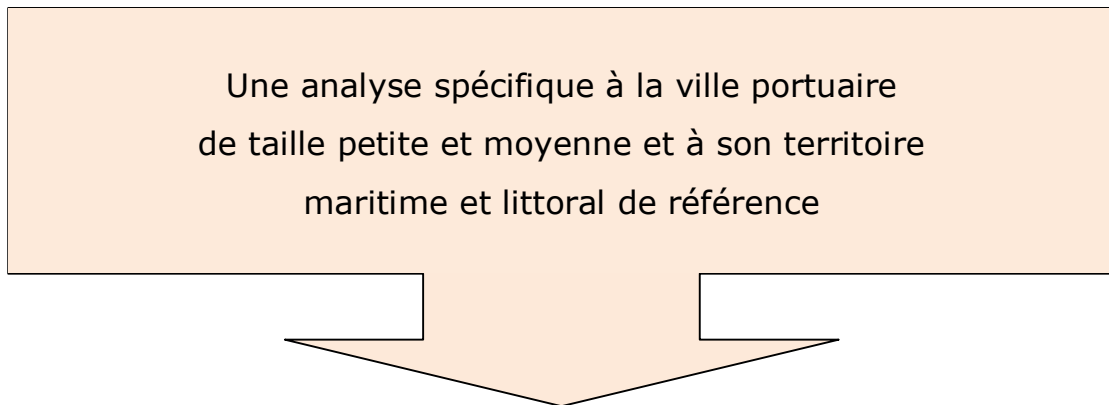 Une analyse spécifique à la ville portuaire
de taille petite et moyenne et à son territoire
maritime et littoral de référence